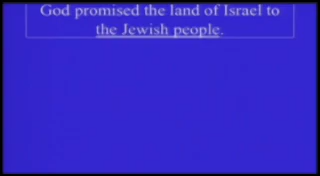 God promised the land of Israel to
the Jewish people.